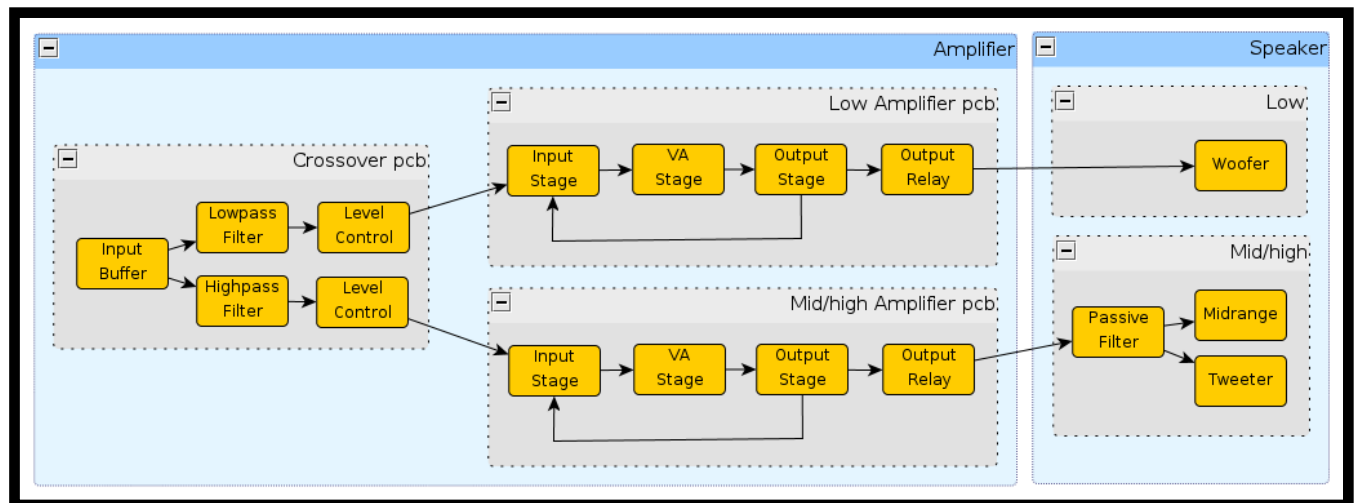 Amplifier
Crossover pcb
Input
Buffer
Lowpass
Filter
Level
Control
Highpass
Filter
Level
Control
Low Amplifier pcb
Input
Stage
VA
Stage
Output
Stage
Output
Relay
Mid/high Amplifier pcb
Input
Stage
VA
Stage
Output
Stage
Output
Relay
Speaker
Low
Woofer
Mid/high
Passive
Filter
Midrange
Tweeter